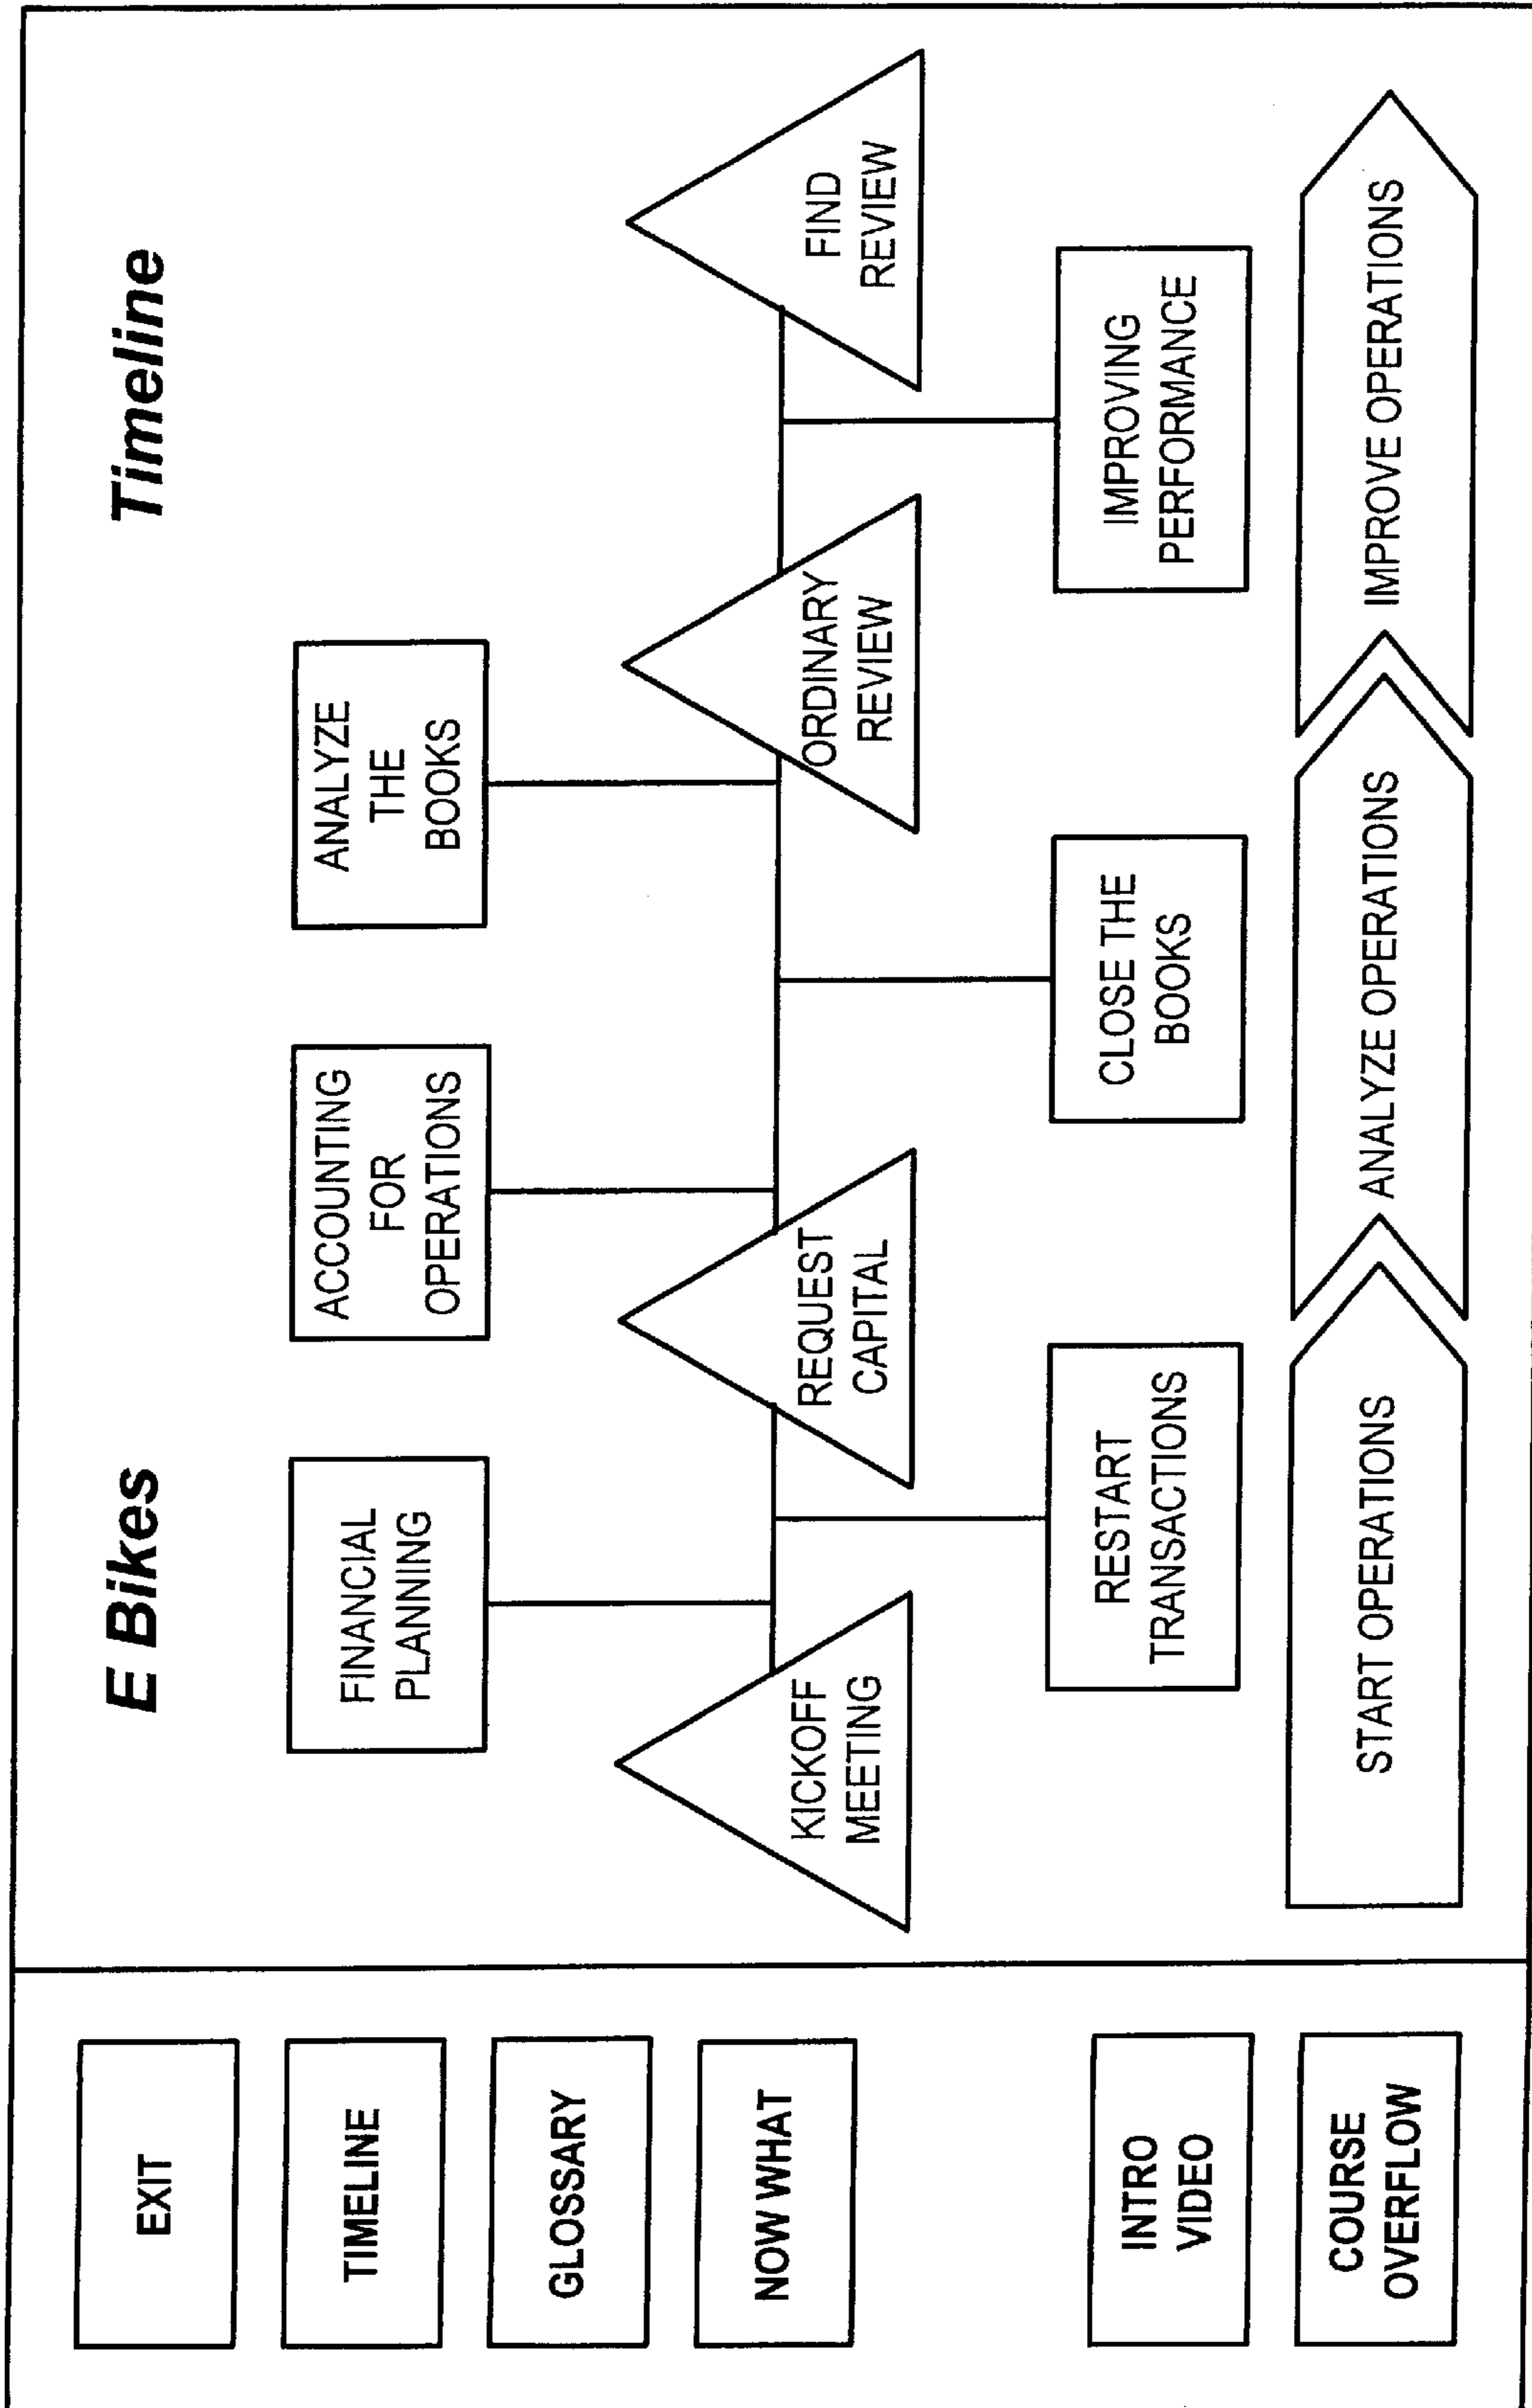 EXIT
TIMELINE
GLOSSARY
NOW WHAT
INTRO
VIDEO
COURSE
OVERFLOW
E Bikes
Timeline
FINANCIAL
PLANNING
ACCOUNTING
FOR
OPERATIONS
ANALYZE
THE
BOOKS
KICKOFF
MEETING
REQUEST
CAPITAL
ORDINARY
REVIEW
FIND
REVIEW
RESTART
TRANSACTIONS
CLOSE THE
BOOKS
IMPROVING
PERFORMANCE
START OPERATIONS
ANALYZE OPERATIONS
IMPROVE OPERATIONS